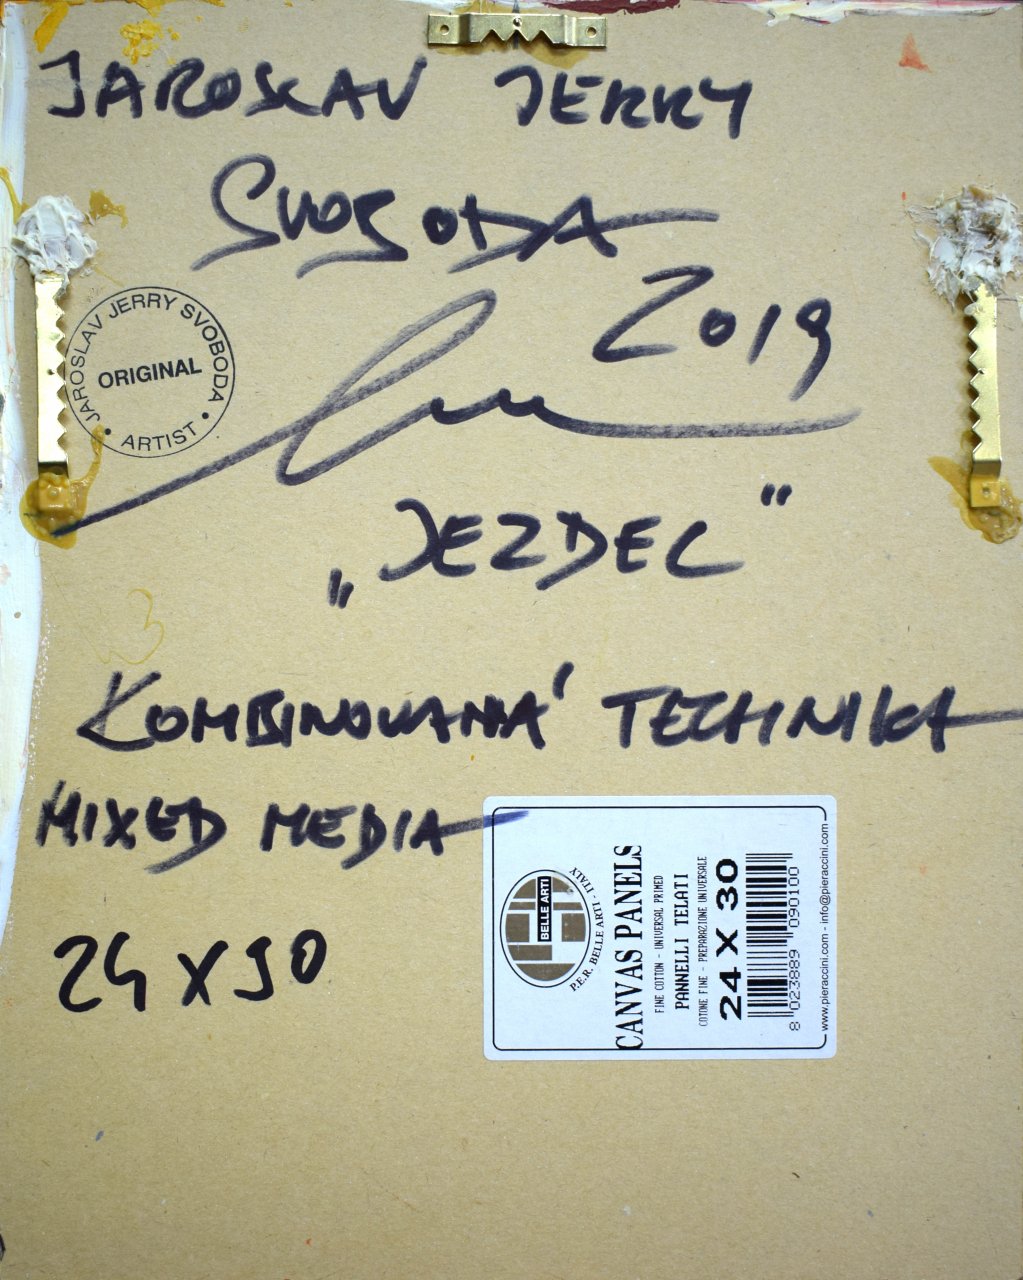 JAROSLAV JERRY
SVOBODA
2019
JAROSLAV JERRY SVOBODA
ORIGINAL
• ARTIST •
„JEZDEC"
KOMBINOVANÁ TECHNIKA
MIXED MEDIA
24 X 30
BELLE ARTI
P.E.R. BELLE ARTI - ITALY
CANVAS PANELS
FINE COTTON - UNIVERSAL PRIMED
PANNELLI TELATI
COTONE FINE - PREPARAZIONE UNIVERSALE
24 X 30
8 023889 090100
www.pieraccini.com - info@pieraccini.com